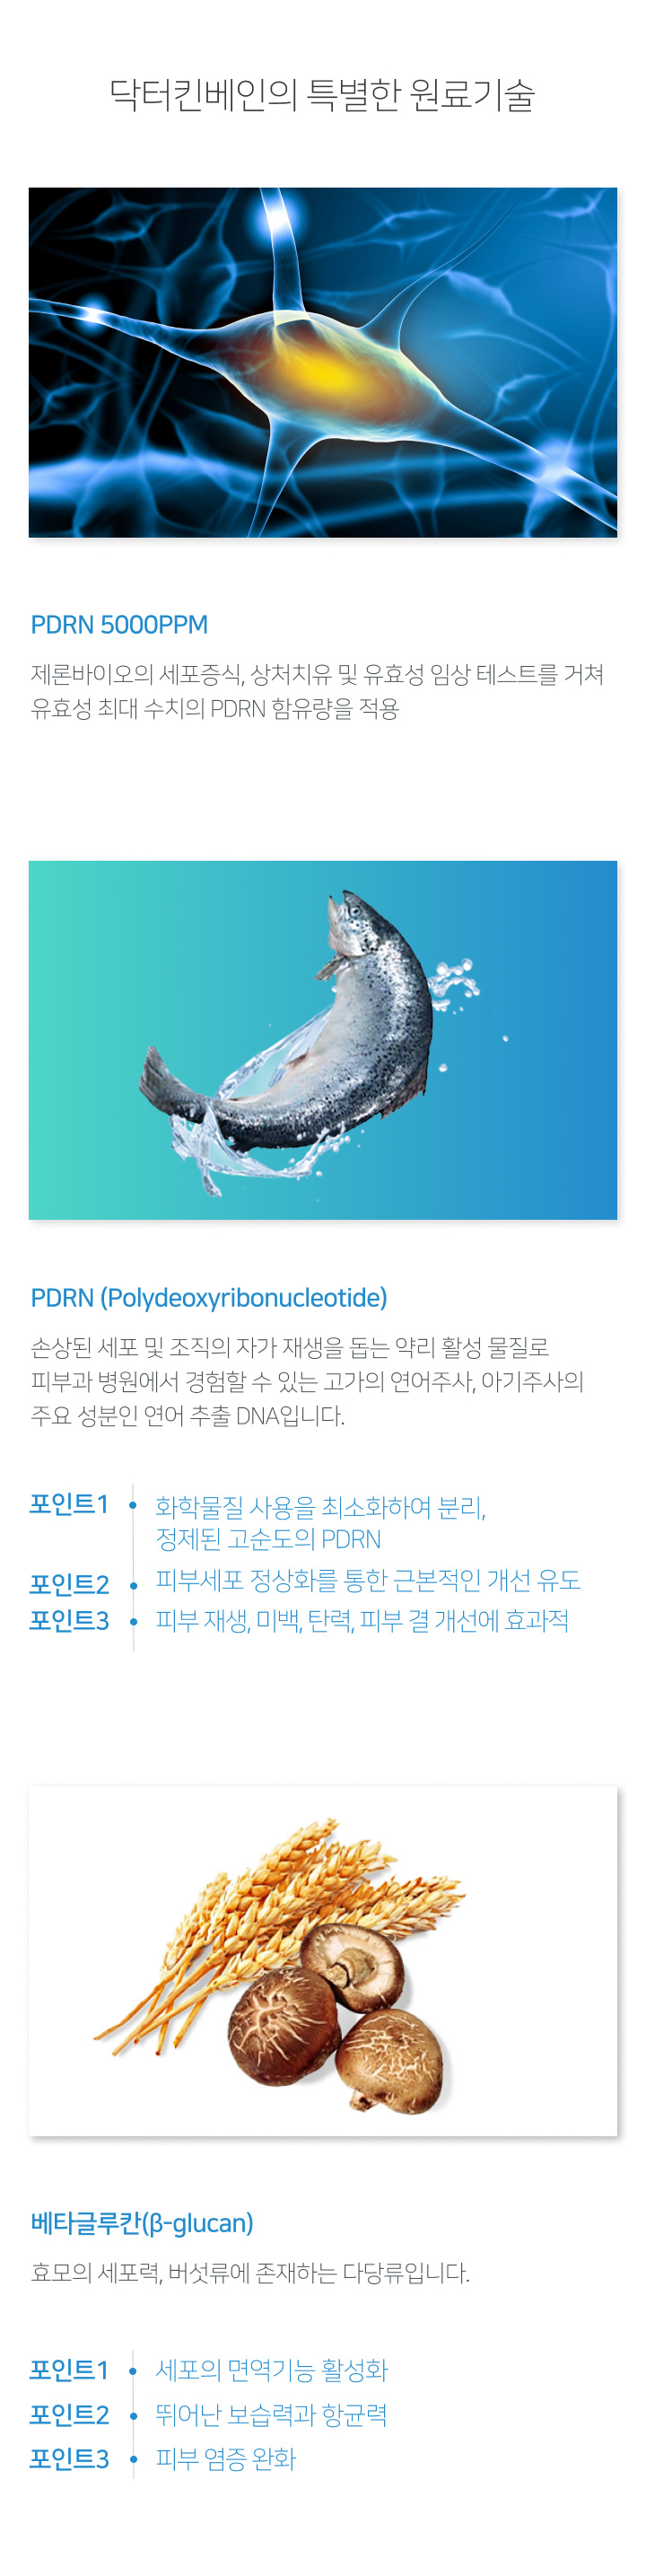 닥터킨베인의 특별한 원료기술
PDRN 5000PPM
제론바이오의 세포증식, 상처치유 및 유효성 임상 테스트를 거쳐
유효성 최대 수치의 PDRN 함유량을 적용
PDRN (Polydeoxyribonucleotide)
손상된 세포 및 조직의 자가 재생을 돕는 약리 활성 물질로
피부과 병원에서 경험할 수 있는 고가의 연어주사, 아기주사의
주요 성분인 연어 추출 DNA입니다.
포인트1 • 화학물질 사용을 최소화하여 분리,
정제된 고순도의 PDRN
포인트2 • 피부세포 정상화를 통한 근본적인 개선 유도
포인트3 • 피부 재생, 미백, 탄력, 피부 결 개선에 효과적
베타글루칸(β-glucan)
효모의 세포력, 버섯류에 존재하는 다당류입니다.
포인트1 • 세포의 면역기능 활성화
포인트2 • 뛰어난 보습력과 항균력
포인트3 • 피부 염증 완화